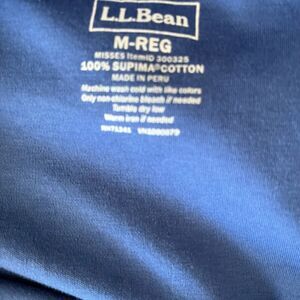 L.L.Bean
M-REG
MISSES ItemID 300325
100% SUPIMA® COTTON
MADE IN PERU
Machine wash cold with like colors
Only non-chlorine bleach if needed
Tumble dry low
Warm iron if needed